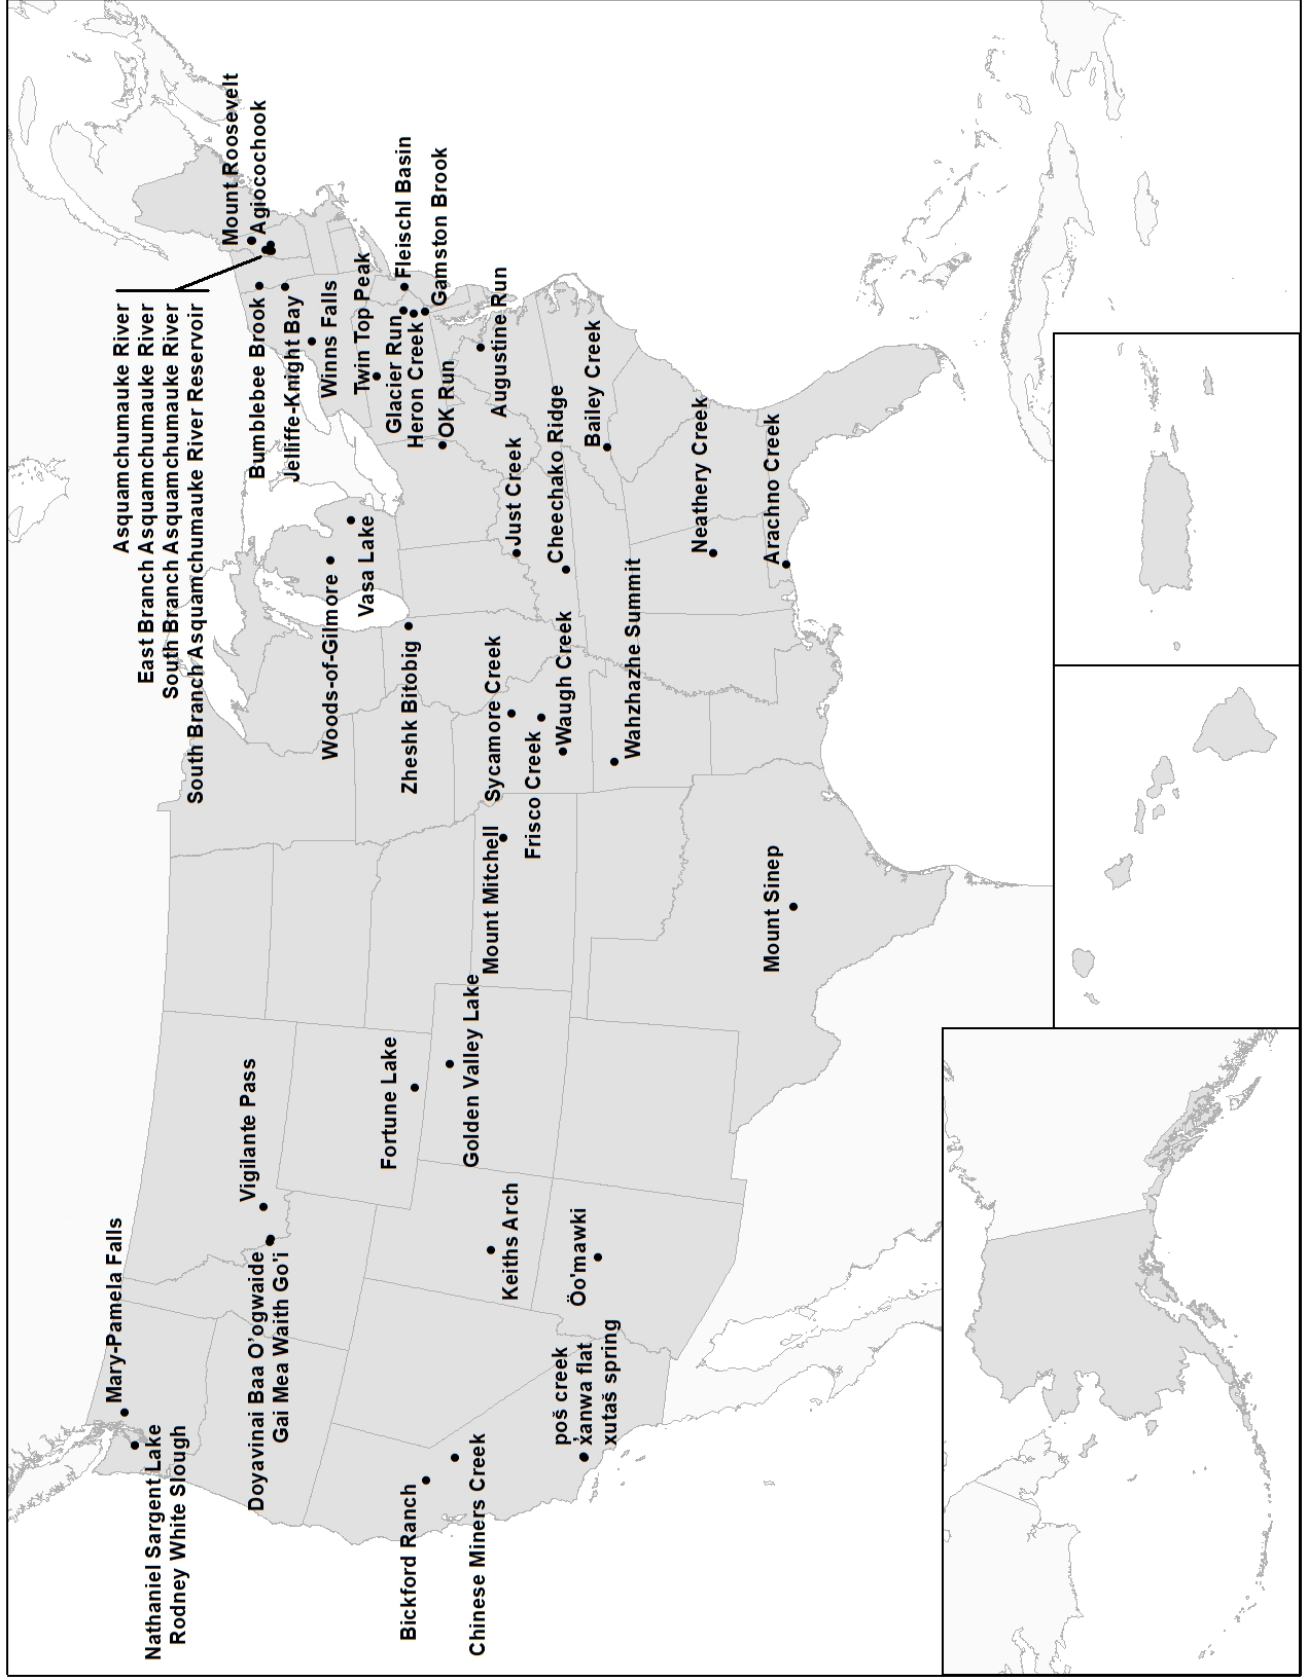 Mary-Pamela Falls
Nathaniel Sargent Lake
Rodney White Slough
Doyavinai Baa O'ogwaide
Gai Mea Waith Go'i
Vigilante Pass
Bickford Ranch
Chinese Miners Creek
poš creek
x̓anwa flat
xutaš spring
Keiths Arch
Öo'mawki
Fortune Lake
Golden Valley Lake
Mount Mitchell
Mount Sinep
Sycamore Creek
Frisco Creek
Waugh Creek
Wahzhazhe Summit
Zheshk Bitobig
Woods-of-Gilmore
Vasa Lake
Just Creek
Cheechako Ridge
Bailey Creek
Neathery Creek
Arachno Creek
Asquamchumauke River
East Branch Asquamchumauke River
South Branch Asquamchumauke River
South Branch Asquamchumauke River Reservoir
Mount Roosevelt
Agiocochook
Bumblebee Brook
Jelliffe-Knight Bay
Winns Falls
Twin Top Peak
Glacier Run
Heron Creek
OK Run
Fleischl Basin
Gamston Brook
Augustine Run